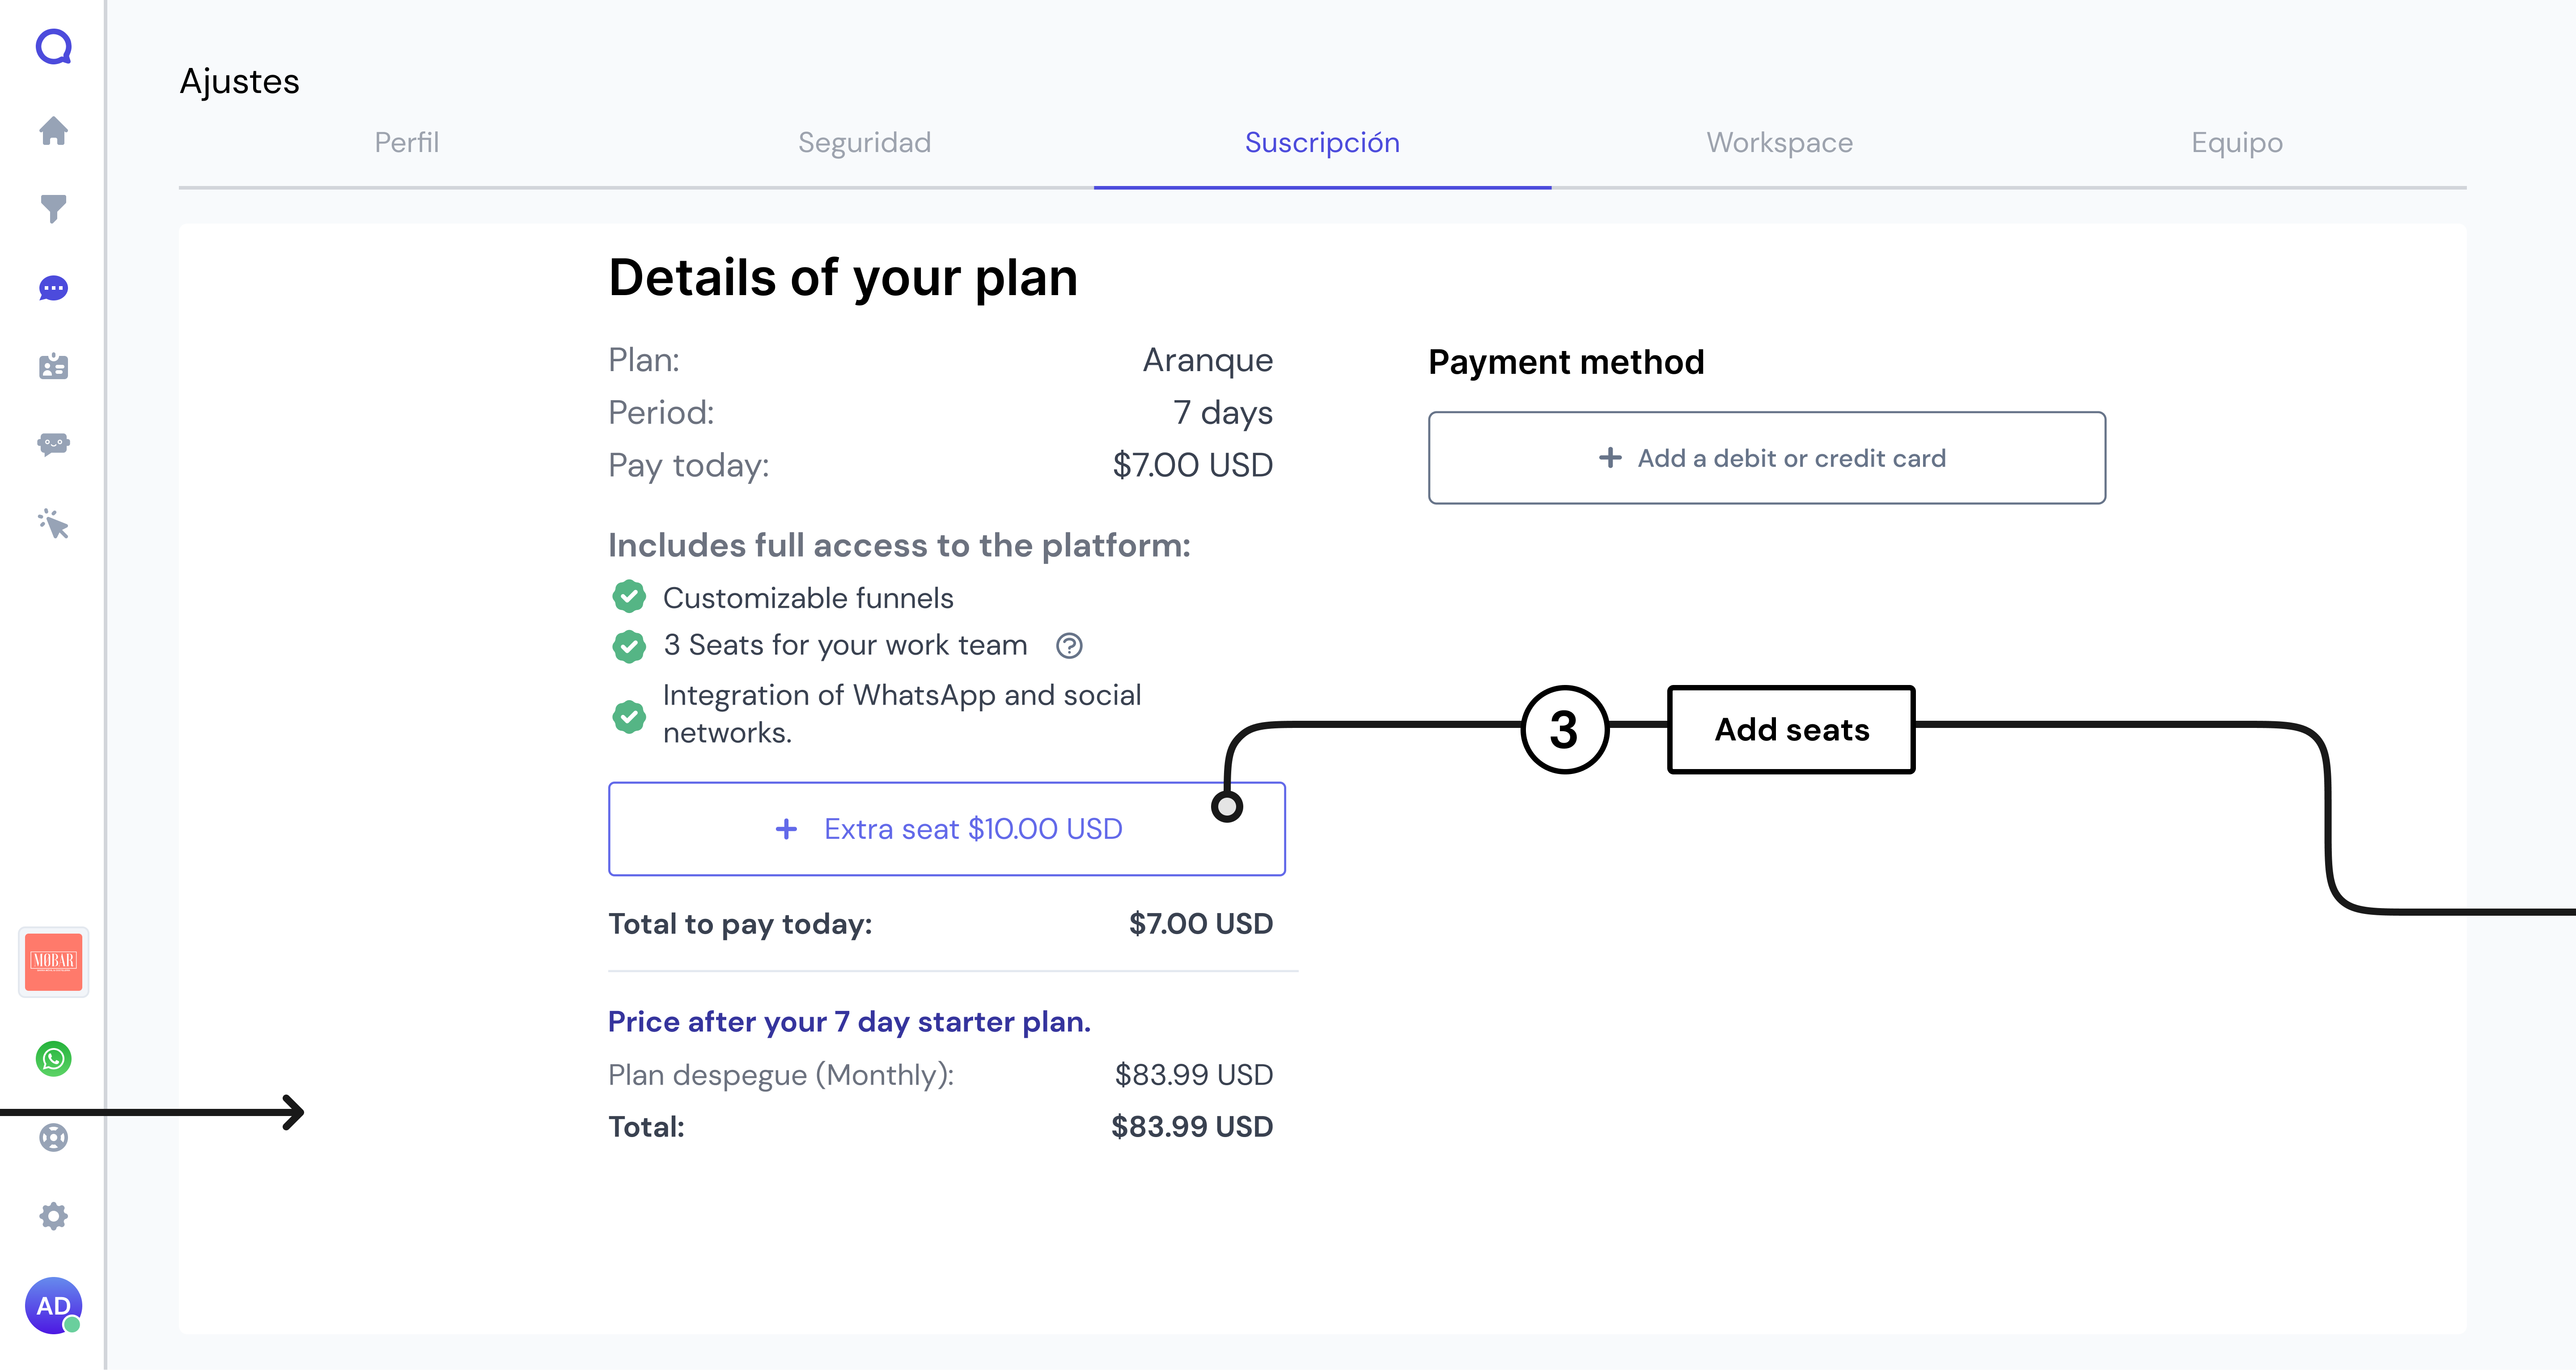 Ajustes
Perfil
Seguridad
Suscripción
Workspace
Equipo
Details of your plan
Plan: Aranque
Period: 7 days
Pay today: $7.00 USD
Payment method
+ Add a debit or credit card
Includes full access to the platform:
Customizable funnels
3 Seats for your work team ?
Integration of WhatsApp and social
networks.
3 Add seats
+ Extra seat $10.00 USD
Total to pay today: $7.00 USD
Price after your 7 day starter plan.
Plan despegue (Monthly): $83.99 USD
Total: $83.99 USD
MOBAR
AD